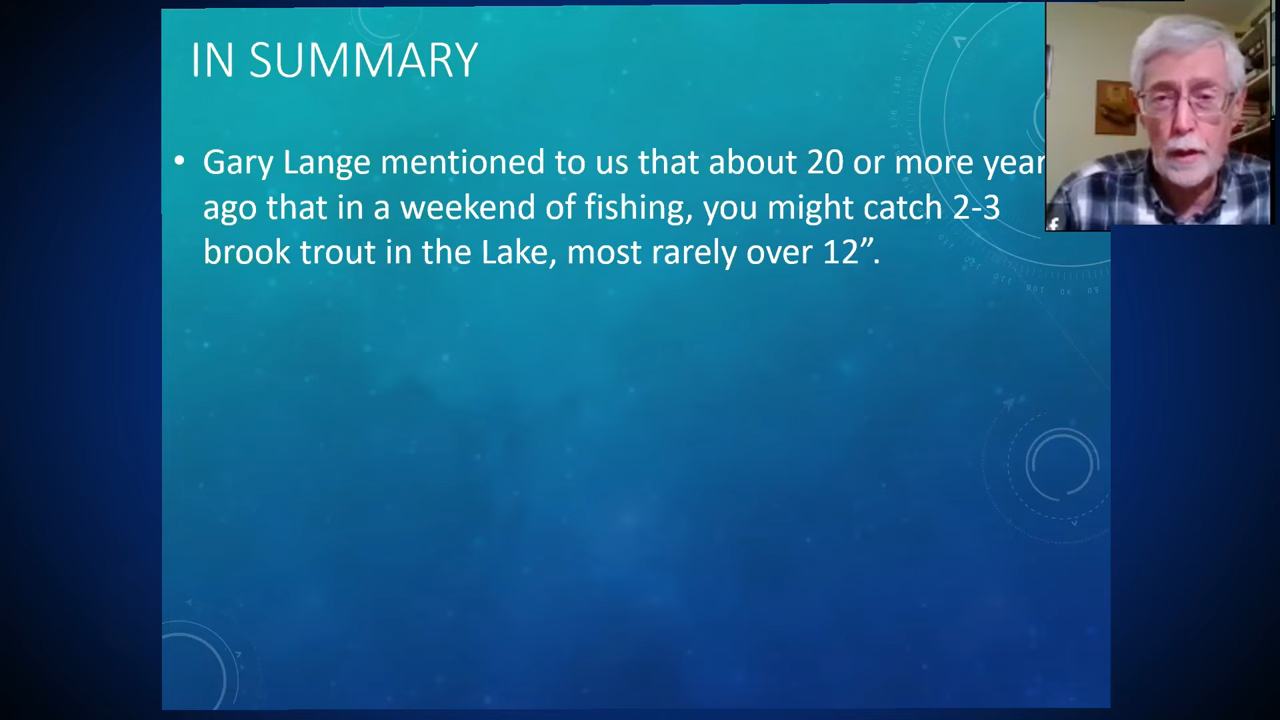 IN SUMMARY
• Gary Lange mentioned to us that about 20 or more year
ago that in a weekend of fishing, you might catch 2-3
brook trout in the Lake, most rarely over 12”.